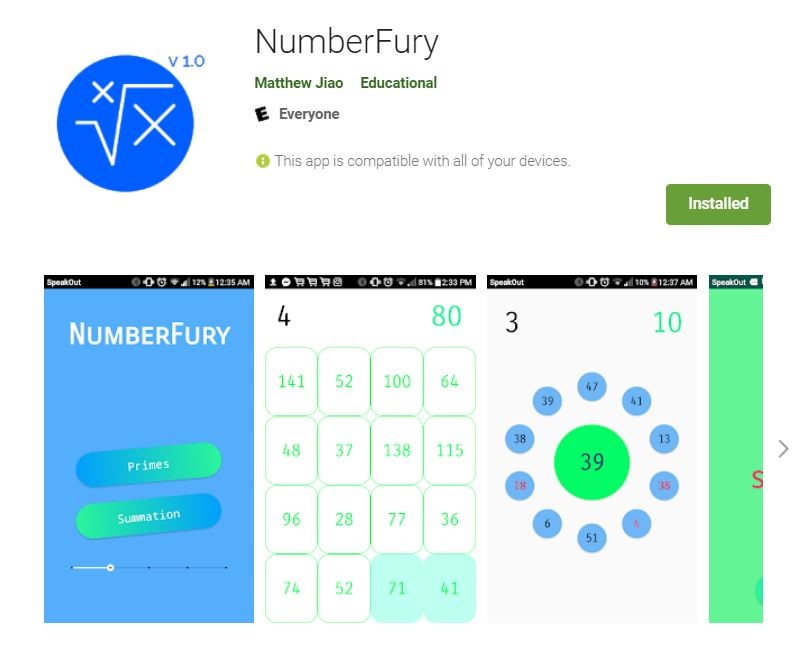 v 1.0
X
X
NumberFury
Matthew Jiao Educational
E Everyone
This app is compatible with all of your devices.
Installed
SpeakOut 12% 12:35 AM
NUMBERFURY
Primes
Summation
81% 2:33 PM
4 80
141 52 100 64
48 37 138 115
96 28 77 36
74 52 71 41
SpeakOut 10% 12:37 AM
3 10
47
39 41
38 13
39
18 38
6 4
51
SpeakOut
S